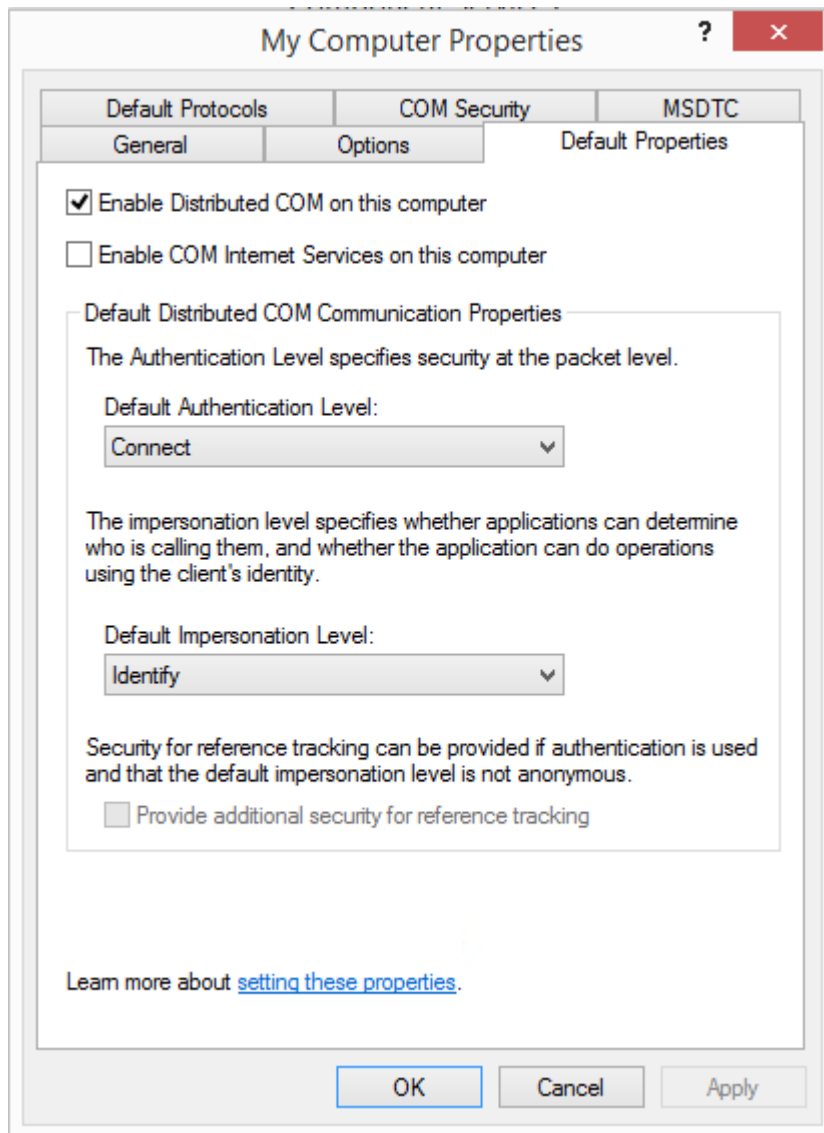 My Computer Properties
?
Default Protocols COM Security MSDTC
General Options Default Properties
Enable Distributed COM on this computer
Enable COM Internet Services on this computer
Default Distributed COM Communication Properties
The Authentication Level specifies security at the packet level.
Default Authentication Level:
Connect
The impersonation level specifies whether applications can determine
who is calling them, and whether the application can do operations
using the client's identity.
Default Impersonation Level:
Identify
Security for reference tracking can be provided if authentication is used
and that the default impersonation level is not anonymous.
Provide additional security for reference tracking
Learn more about setting these properties.
OK Cancel Apply